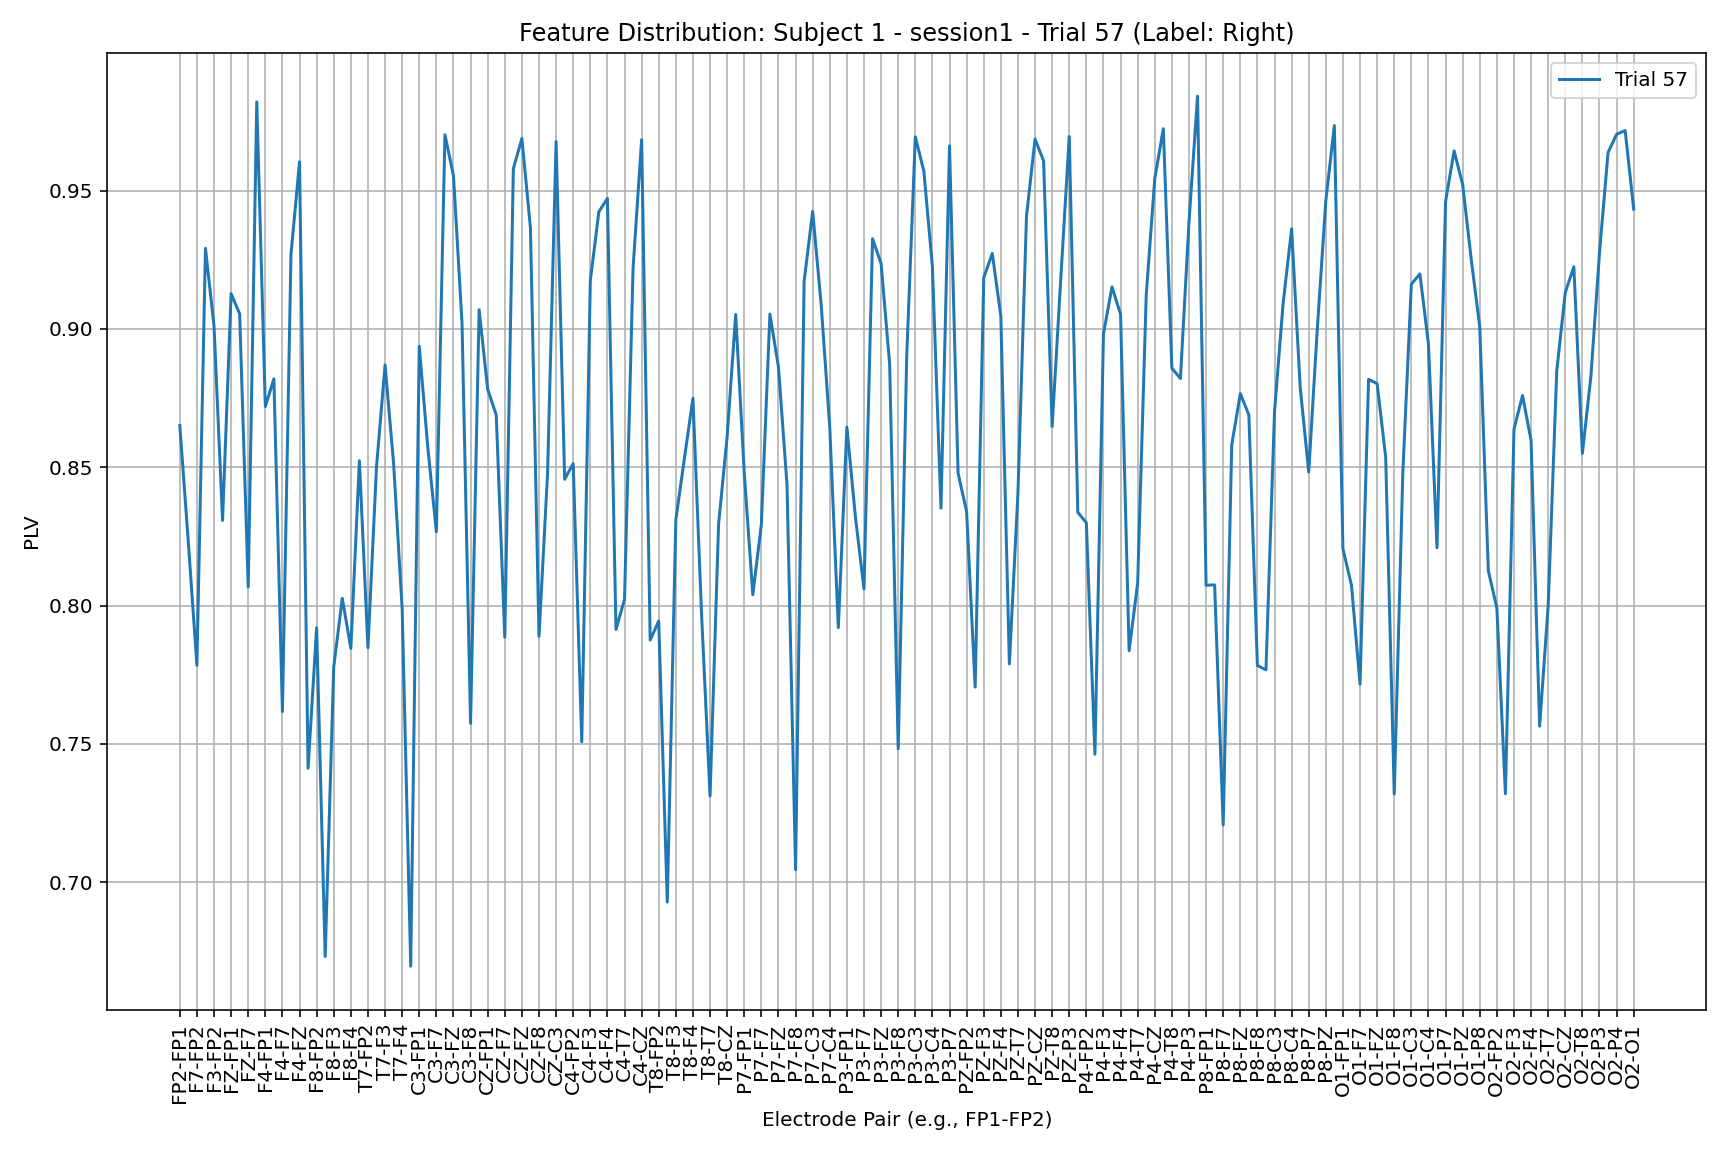 Feature Distribution: Subject 1 - session1 - Trial 57 (Label: Right)
Trial 57
PLV
0.95
0.90
0.85
0.80
0.75
0.70
FP2-FP1
F7-FP2
F3-FP2
FZ-FP1
FZ-F7
F4-FP1
F4-F7
F4-FZ
F8-FP2
F8-F3
F8-F4
T7-FP2
T7-F3
T7-F4
C3-FP1
C3-F7
C3-FZ
C3-F8
CZ-FP1
CZ-F7
CZ-FZ
CZ-F8
CZ-C3
C4-FP2
C4-F3
C4-F4
C4-T7
C4-CZ
T8-FP2
T8-F3
T8-F4
T8-T7
T8-CZ
P7-FP1
P7-F7
P7-FZ
P7-F8
P7-C3
P7-C4
P3-FP1
P3-F7
P3-FZ
P3-F8
P3-C3
P3-C4
P3-P7
PZ-FP2
PZ-F3
PZ-F4
PZ-T7
PZ-CZ
PZ-T8
PZ-P3
P4-FP2
P4-F3
P4-F4
P4-T7
P4-CZ
P4-T8
P4-P3
P8-FP1
P8-F7
P8-FZ
P8-F8
P8-C3
P8-C4
P8-P7
P8-PZ
O1-FP1
O1-F7
O1-FZ
O1-F8
O1-C3
O1-C4
O1-P7
O1-PZ
O1-P8
O2-FP2
O2-F3
O2-F4
O2-T7
O2-CZ
O2-T8
O2-P3
O2-P4
O2-O1
Electrode Pair (e.g., FP1-FP2)